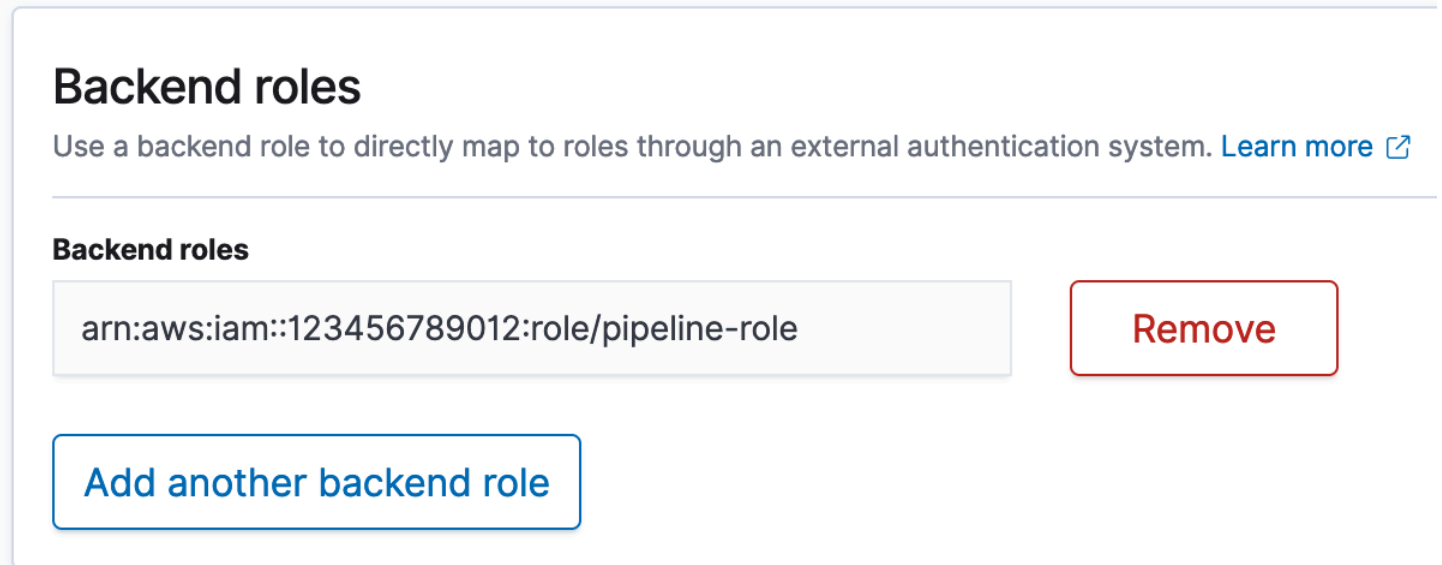 Backend roles
Use a backend role to directly map to roles through an external authentication system. Learn more
Backend roles
arn:aws:iam::123456789012:role/pipeline-role
Remove
Add another backend role